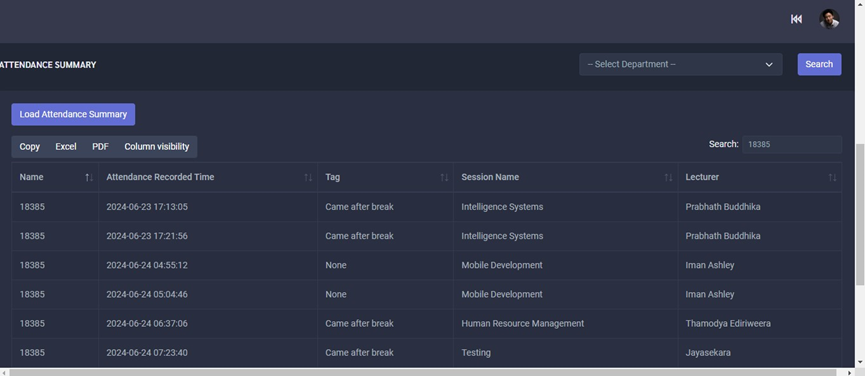 ATTENDANCE SUMMARY
-- Select Department --
Search
Load Attendance Summary
Copy Excel PDF Column visibility
Search: 18385
Name Attendance Recorded Time Tag Session Name Lecturer
18385 2024-06-23 17:13:05 Came after break Intelligence Systems Prabhath Buddhika
18385 2024-06-23 17:21:56 Came after break Intelligence Systems Prabhath Buddhika
18385 2024-06-24 04:55:12 None Mobile Development Iman Ashley
18385 2024-06-24 05:04:46 None Mobile Development Iman Ashley
18385 2024-06-24 06:37:06 Came after break Human Resource Management Thamodya Ediriweera
18385 2024-06-24 07:23:40 Came after break Testing Jayasekara